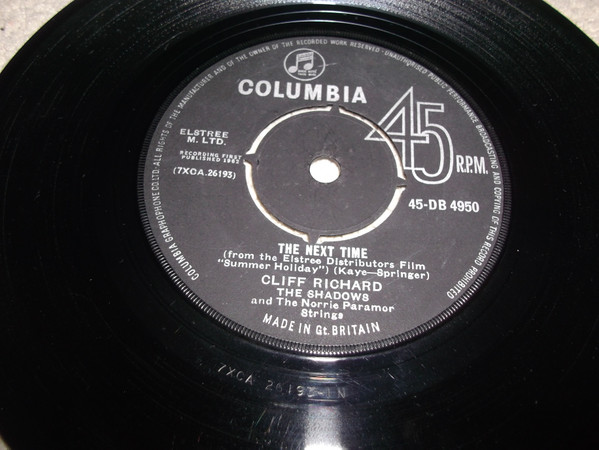 COLUMBIA GRAPHOPHONE CO. LTD. ALL RIGHTS OF THE MANUFACTURER AND OF THE OWNER OF THE RECORDED WORK RESERVED · UNAUTHORISED PUBLIC PERFORMANCE BROADCASTING AND COPYING OF THIS RECORD PROHIBITED
COLUMBIA
45
R.P.M.
ELSTREE
M. LTD.
RECORDING FIRST
PUBLISHED 1962
(7XCA.26193)
45-DB 4950
THE NEXT TIME
(from the Elstree Distributors Film
"Summer Holiday") (Kaye—Springer)
CLIFF RICHARD
THE SHADOWS
and The Norrie Paramor
Strings
MADE IN Gt. BRITAIN
7XCA 26193-1N